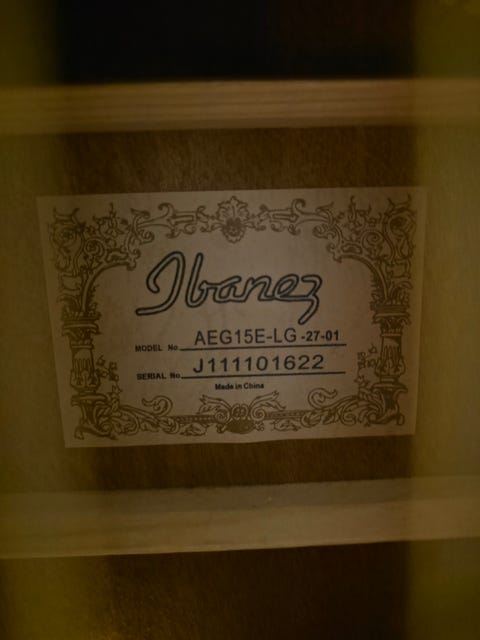 Ibanez
MODEL No. AEG15E-LG -27-01
SERIAL No. J111101622
Made in China